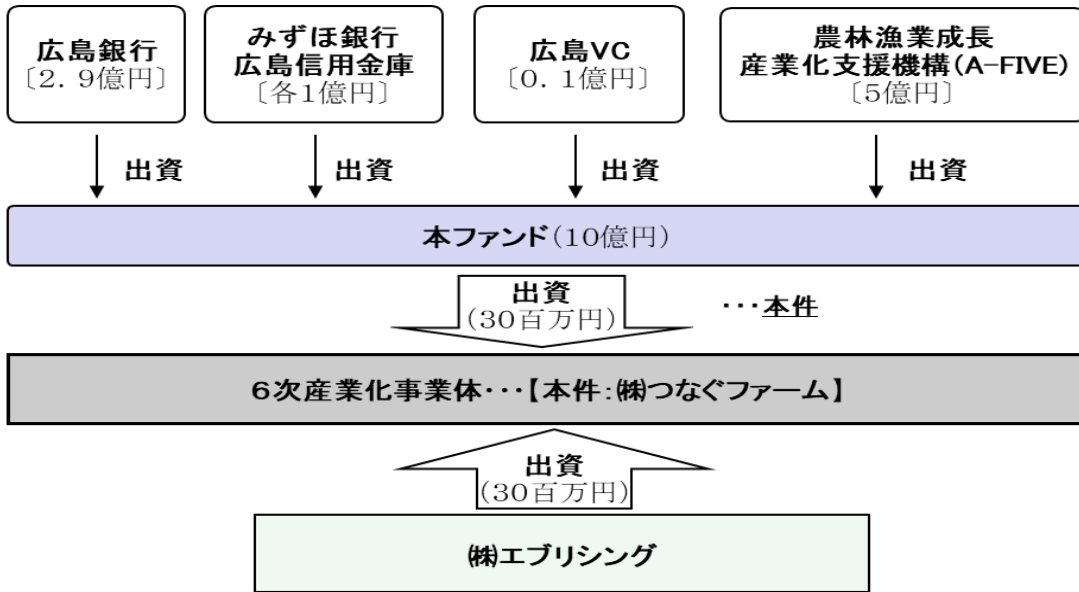 広島銀行
〔2．9億円〕
みずほ銀行
広島信用金庫
〔各1億円〕
広島VC
〔0．1億円〕
農林漁業成長
産業化支援機構(A-FIVE)
〔5億円〕
出資
出資
出資
出資
本ファンド(10億円)
出資
(30百万円)
・・・本件
6次産業化事業体・・・【本件:㈱つなぐファーム】
出資
(30百万円)
㈱エブリシング